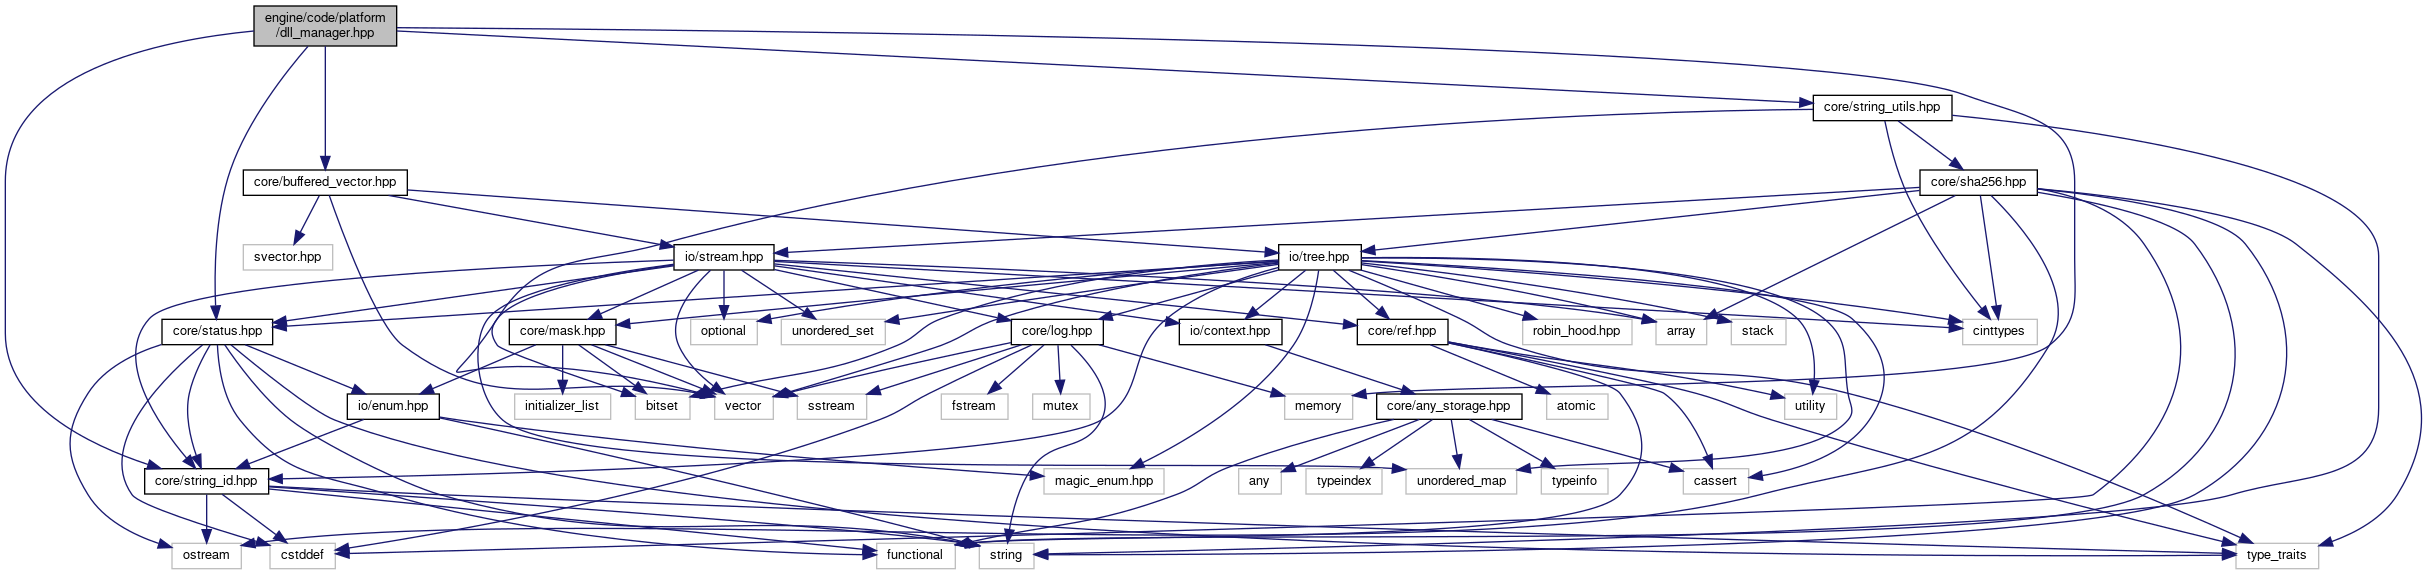 engine/code/platform
/dll_manager.hpp
core/string_utils.hpp
core/buffered_vector.hpp
core/sha256.hpp
svector.hpp
io/stream.hpp
io/tree.hpp
core/status.hpp
core/mask.hpp
optional
unordered_set
core/log.hpp
io/context.hpp
core/ref.hpp
robin_hood.hpp
array
stack
cinttypes
io/enum.hpp
initializer_list
bitset
vector
sstream
fstream
mutex
memory
core/any_storage.hpp
atomic
utility
core/string_id.hpp
magic_enum.hpp
any
typeindex
unordered_map
typeinfo
cassert
ostream
cstddef
functional
string
type_traits